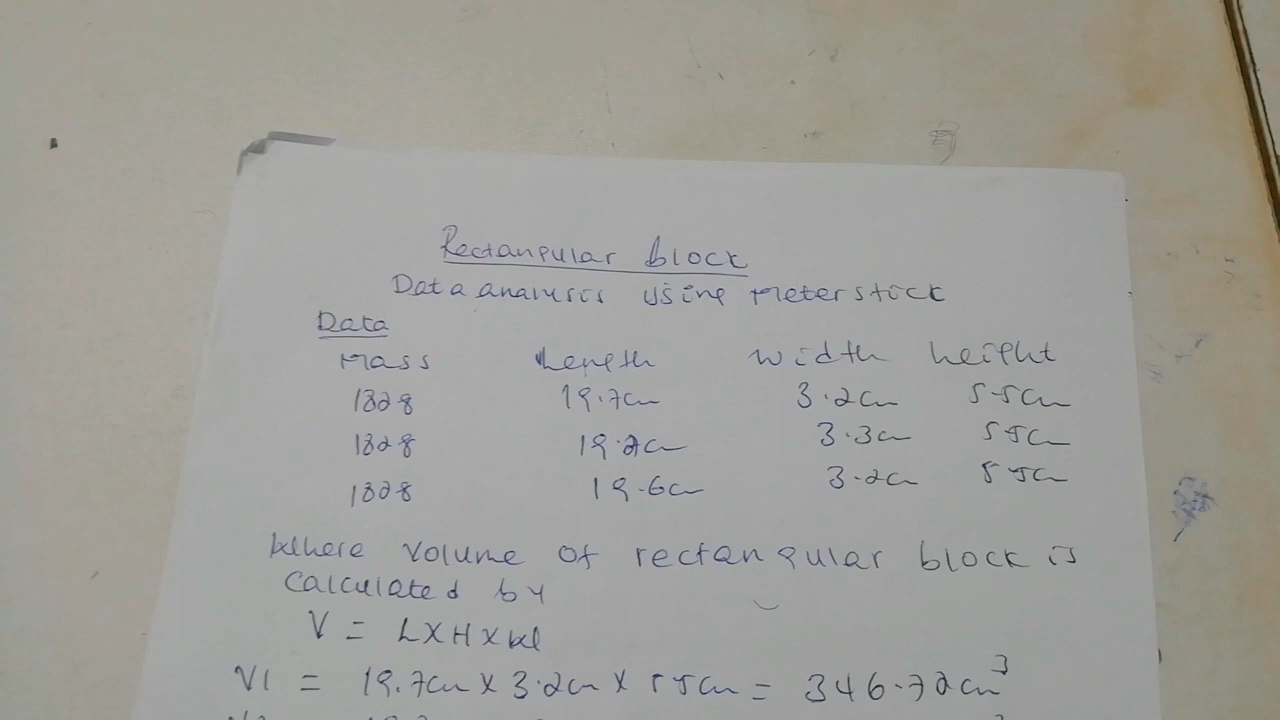 Rectangular block
Data analysis using meter stick
Data
Mass Length width height
182g 19.7cm 3.2cm 5.5cm
182g 19.2cm 3.3cm 5.5cm
182g 19.6cm 3.2cm 5.5cm
Where volume of rectangular block is
calculated by
V = L×H×W
V1 = 19.7cm × 3.2cm × 5.5cm = 346.72cm³